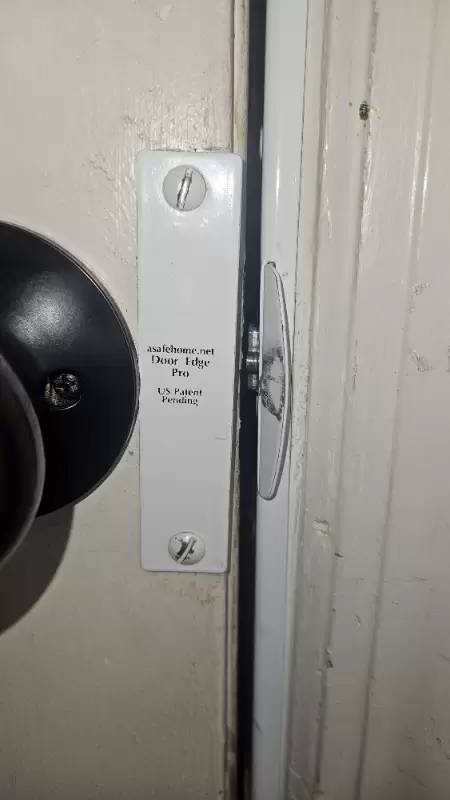 asafehome.net
Door Edge
Pro
US Patent
Pending